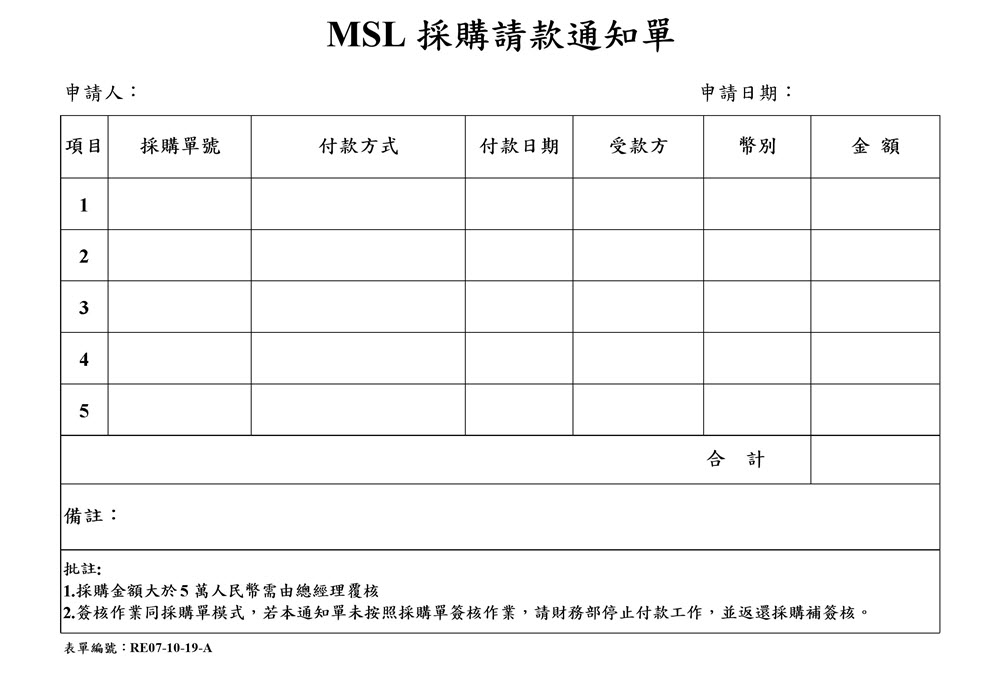 MSL 採購請款通知單
申請人：
申請日期：
項目 採購單號 付款方式 付款日期 受款方 幣別 金 額
1
2
3
4
5
合 計
備註：
批註:
1.採購金額大於5 萬人民幣需由總經理覆核
2.簽核作業同採購單模式，若本通知單未按照採購單簽核作業，請財務部停止付款工作，並返還採購補簽核。
表單編號：RE07-10-19-A